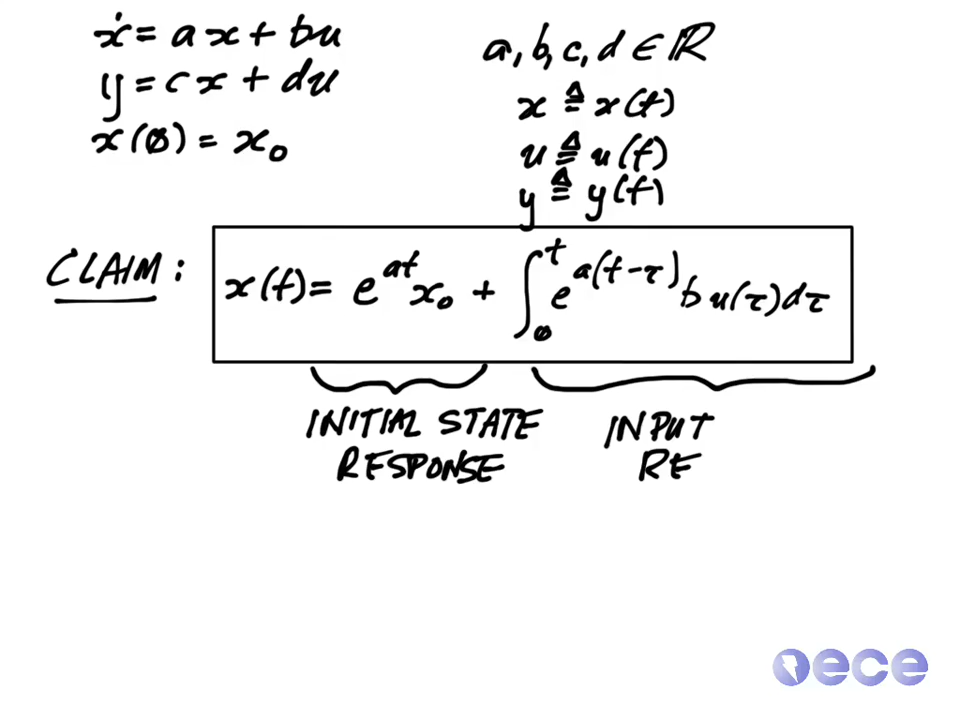 ẋ = ax + bu
y = cx + du
x(0) = x₀
a, b, c, d ∈ ℝ
x ≜ x(t)
u ≜ u(t)
y ≜ y(t)
CLAIM: x(t) = e^{at} x₀ + ∫₀ᵗ e^{a(t-τ)} b u(τ) dτ
INITIAL STATE RESPONSE
INPUT RE
ece